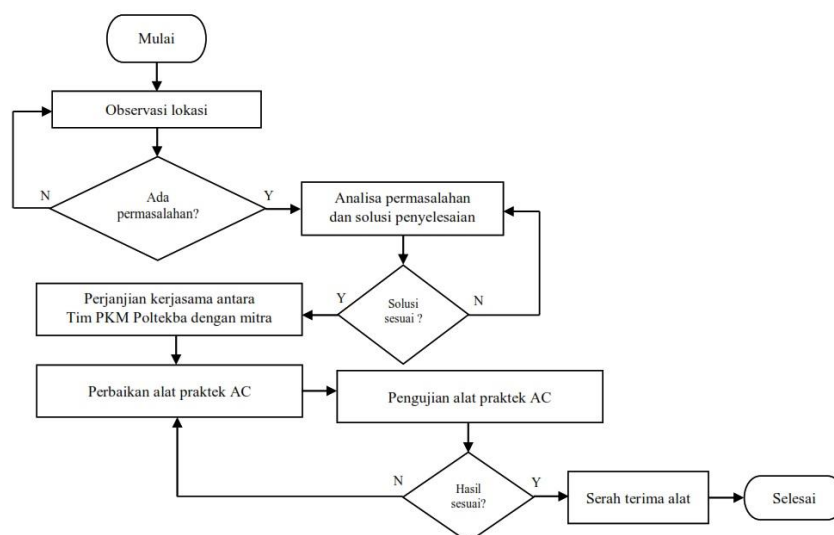 Mulai
Observasi lokasi
N
Ada
permasalahan?
Y
Analisa permasalahan
dan solusi penyelesaian
Perjanjian kerjasama antara
Tim PKM Poltekba dengan mitra
Y
Solusi
sesuai ?
N
Perbaikan alat praktek AC
Pengujian alat praktek AC
N
Hasil
sesuai?
Y
Serah terima alat
Selesai